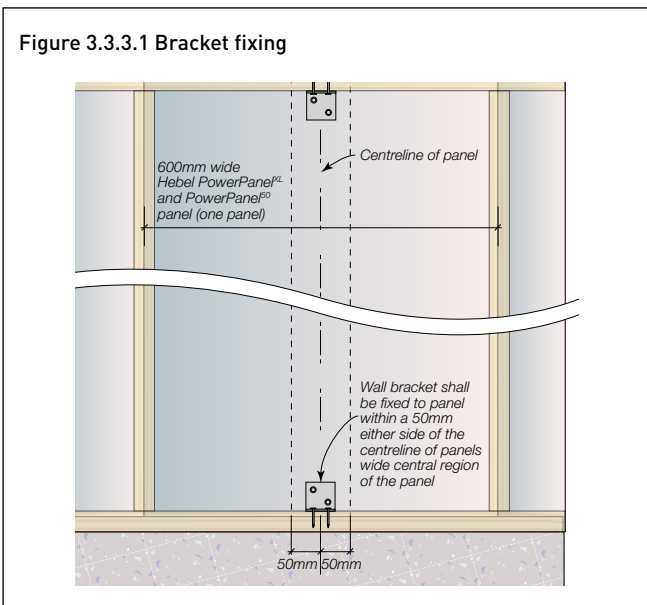 Figure 3.3.3.1 Bracket fixing
Centreline of panel
600mm wide
Hebel PowerPanelXL
and PowerPanel50
panel (one panel)
Wall bracket shall
be fixed to panel
within a 50mm
either side of the
centreline of panels
wide central region
of the panel
50mm 50mm